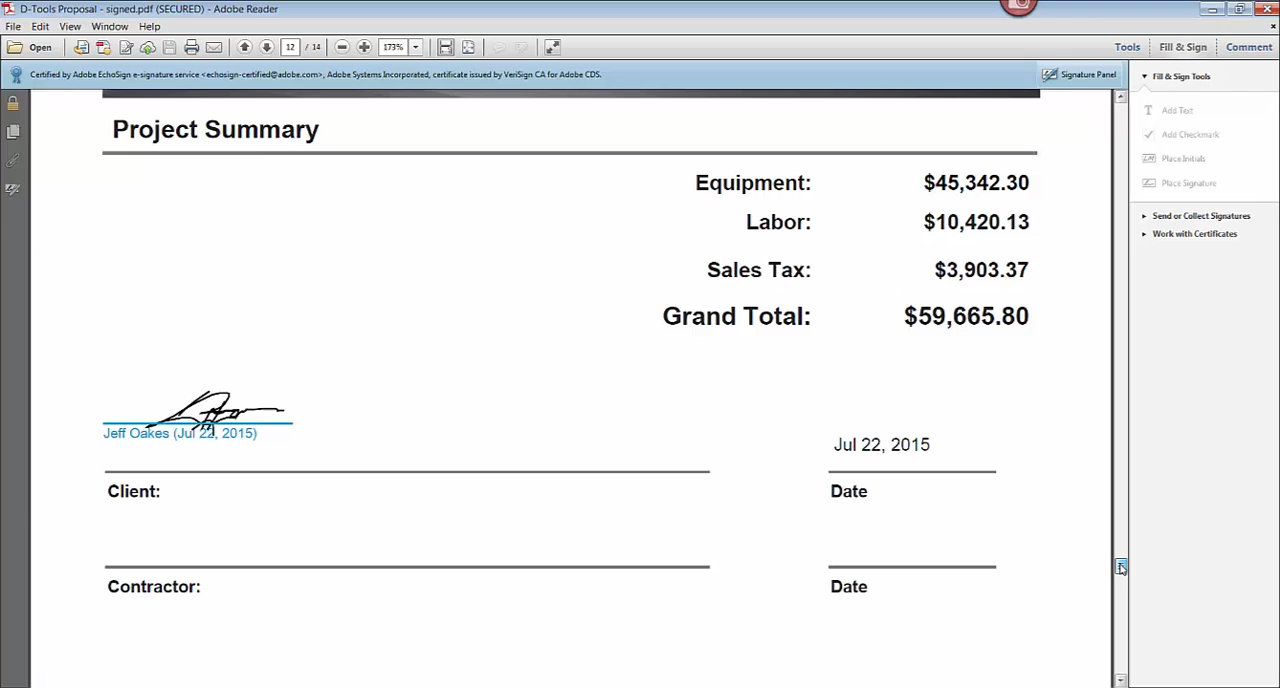 D-Tools Proposal - signed.pdf (SECURED) - Adobe Reader
File Edit View Window Help
Open 12 / 14 173% Tools Fill & Sign Comment
Certified by Adobe EchoSign e-signature service <echosign-certified@adobe.com>, Adobe Systems Incorporated, certificate issued by VeriSign CA for Adobe CDS. Signature Panel
Fill & Sign Tools
Add Text
Add Checkmark
Place Initials
Place Signature
Send or Collect Signatures
Work with Certificates
Project Summary
Equipment: $45,342.30
Labor: $10,420.13
Sales Tax: $3,903.37
Grand Total: $59,665.80
Jeff Oakes (Jul 22, 2015)
Jul 22, 2015
Client: Date
Contractor: Date